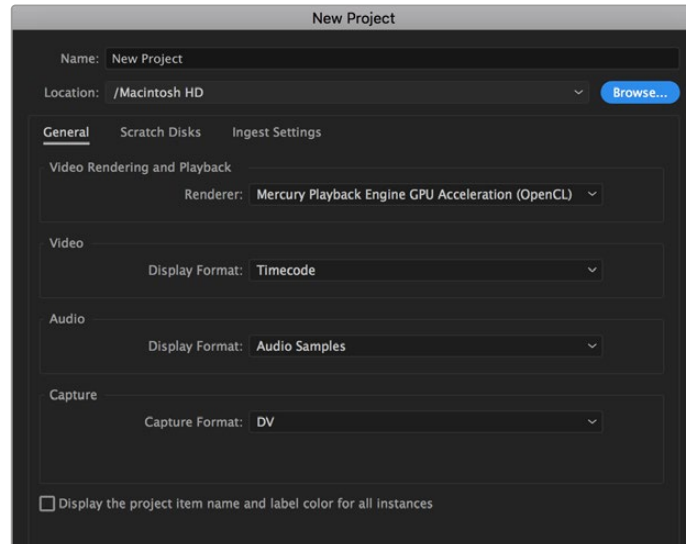 New Project
Name: New Project
Location: /Macintosh HD Browse...
General Scratch Disks Ingest Settings
Video Rendering and Playback
Renderer: Mercury Playback Engine GPU Acceleration (OpenCL)
Video
Display Format: Timecode
Audio
Display Format: Audio Samples
Capture
Capture Format: DV
Display the project item name and label color for all instances